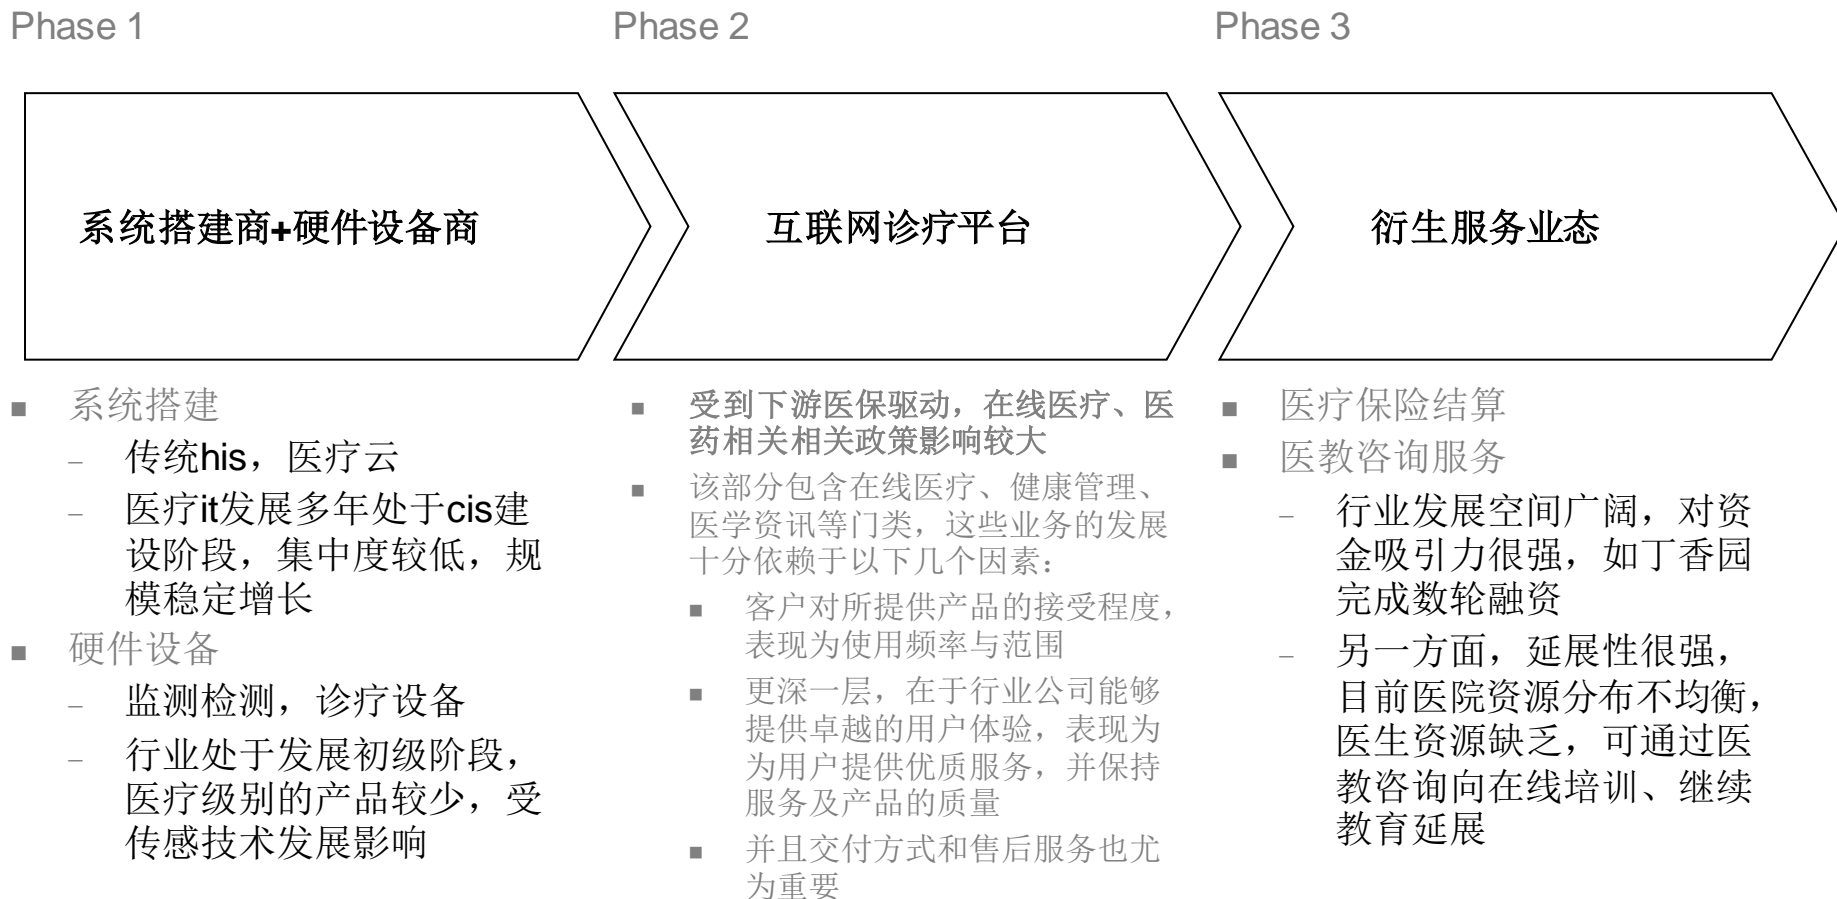 Phase 1
Phase 2
Phase 3
系统搭建商+硬件设备商
互联网诊疗平台
衍生服务业态
系统搭建
传统his，医疗云
医疗it发展多年处于cis建
设阶段，集中度较低，规
模稳定增长
硬件设备
监测检测，诊疗设备
行业处于发展初级阶段，
医疗级别的产品较少，受
传感技术发展影响
受到下游医保驱动，在线医疗、医
药相关相关政策影响较大
该部分包含在线医疗、健康管理、
医学资讯等门类，这些业务的发展
十分依赖于以下几个因素：
客户对所提供产品的接受程度，
表现为使用频率与范围
更深一层，在于行业公司能够
提供卓越的用户体验，表现为
为用户提供优质服务，并保持
服务及产品的质量
并且交付方式和售后服务也尤
为重要
医疗保险结算
医教咨询服务
行业发展空间广阔，对资
金吸引力很强，如丁香园
完成数轮融资
另一方面，延展性很强，
目前医院资源分布不均衡，
医生资源缺乏，可通过医
教咨询向在线培训、继续
教育延展